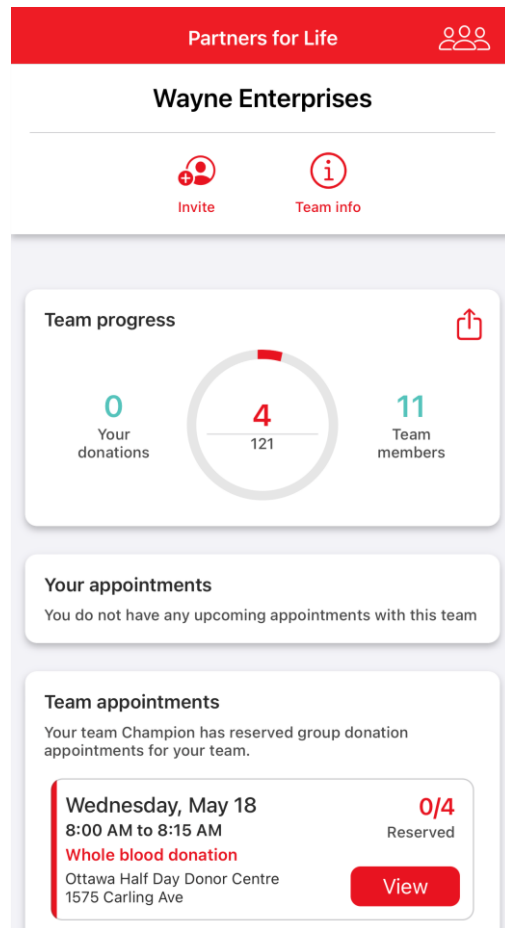 Partners for Life
Wayne Enterprises
Invite
Team info
Team progress
0
Your
donations
4
121
11
Team
members
Your appointments
You do not have any upcoming appointments with this team
Team appointments
Your team Champion has reserved group donation
appointments for your team.
Wednesday, May 18
8:00 AM to 8:15 AM
Whole blood donation
Ottawa Half Day Donor Centre
1575 Carling Ave
0/4
Reserved
View